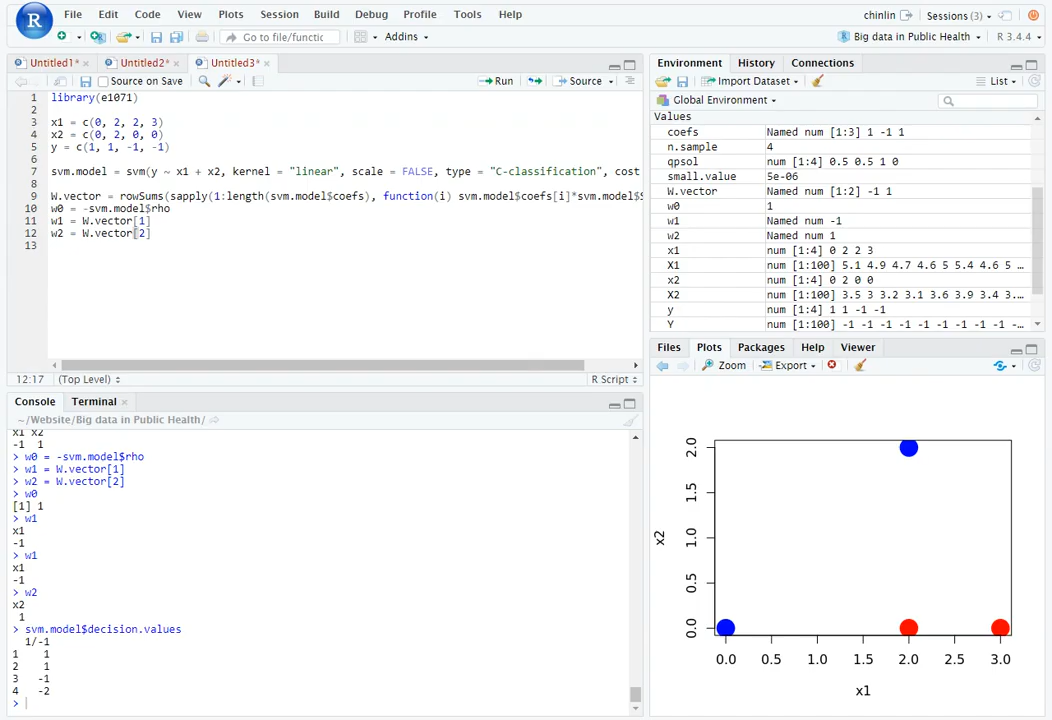 File Edit Code View Plots Session Build Debug Profile Tools Help chinlin Sessions (3)
Go to file/functic Addins Big data in Public Health R 3.4.4
Untitled1* × Untitled2* × Untitled3* ×
Source on Save Run Source
1 library(e1071)
2
3 x1 = c(0, 2, 2, 3)
4 x2 = c(0, 2, 0, 0)
5 y = c(1, 1, -1, -1)
6
7 svm.model = svm(y ~ x1 + x2, kernel = "linear", scale = FALSE, type = "C-classification", cost
8
9 W.vector = rowSums(sapply(1:length(svm.model$coefs), function(i) svm.model$coefs[i]*svm.model$S
10 w0 = -svm.model$rho
11 w1 = W.vector[1]
12 w2 = W.vector[2]
13
12:17 (Top Level) R Script
Console Terminal ×
~/Website/Big data in Public Health/
x1 x2
-1 1
> w0 = -svm.model$rho
> w1 = W.vector[1]
> w2 = W.vector[2]
> w0
[1] 1
> w1
x1
-1
> w1
x1
-1
> w2
x2
1
> svm.model$decision.values
1/-1
1 1
2 1
3 -1
4 -2
>
Environment History Connections
Import Dataset List
Global Environment
Values
coefs Named num [1:3] 1 -1 1
n.sample 4
qpsol num [1:4] 0.5 0.5 1 0
small.value 5e-06
W.vector Named num [1:2] -1 1
w0 1
w1 Named num -1
w2 Named num 1
x1 num [1:4] 0 2 2 3
X1 num [1:100] 5.1 4.9 4.7 4.6 5 5.4 4.6 5 …
x2 num [1:4] 0 2 0 0
X2 num [1:100] 3.5 3 3.2 3.1 3.6 3.9 3.4 3.…
y num [1:4] 1 1 -1 -1
Y num [1:100] -1 -1 -1 -1 -1 -1 -1 -1 -…
Files Plots Packages Help Viewer
Zoom Export
2.0
1.5
1.0
0.5
0.0
x2
0.0 0.5 1.0 1.5 2.0 2.5 3.0
x1